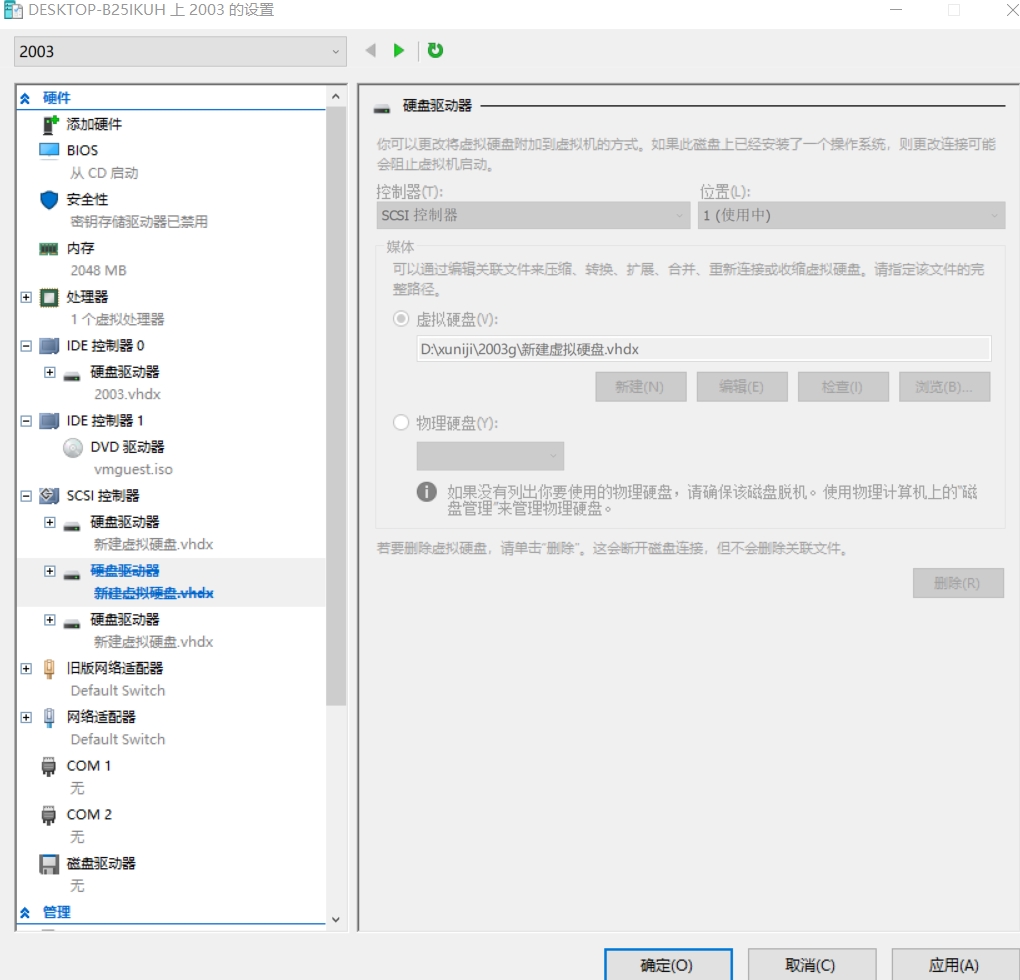 DESKTOP-B25IKUH 上 2003 的设置
2003
硬件
添加硬件
BIOS
从 CD 启动
安全性
密钥存储驱动器已禁用
内存
2048 MB
处理器
1 个虚拟处理器
IDE 控制器 0
硬盘驱动器
2003.vhdx
IDE 控制器 1
DVD 驱动器
vmguest.iso
SCSI 控制器
硬盘驱动器
新建虚拟硬盘.vhdx
硬盘驱动器
新建虚拟硬盘.vhdx
硬盘驱动器
新建虚拟硬盘.vhdx
旧版网络适配器
Default Switch
网络适配器
Default Switch
COM 1
无
COM 2
无
磁盘驱动器
无
管理
硬盘驱动器
你可以更改将虚拟硬盘附加到虚拟机的方式。如果此磁盘上已经安装了一个操作系统，则更改连接可能
会阻止虚拟机启动。
控制器(T):
位置(L):
SCSI 控制器
1 (使用中)
媒体
可以通过编辑关联文件来压缩、转换、扩展、合并、重新连接或收缩虚拟硬盘。请指定该文件的完
整路径。
虚拟硬盘(V):
D:\xuniji\2003g\新建虚拟硬盘.vhdx
新建(N)
编辑(E)
检查(I)
浏览(B)...
物理硬盘(Y):
如果没有列出你要使用的物理硬盘，请确保该磁盘脱机。使用物理计算机上的"磁
盘管理"来管理物理硬盘。
若要删除虚拟硬盘，请单击"删除"。这会断开磁盘连接，但不会删除关联文件。
删除(R)
确定(O)
取消(C)
应用(A)